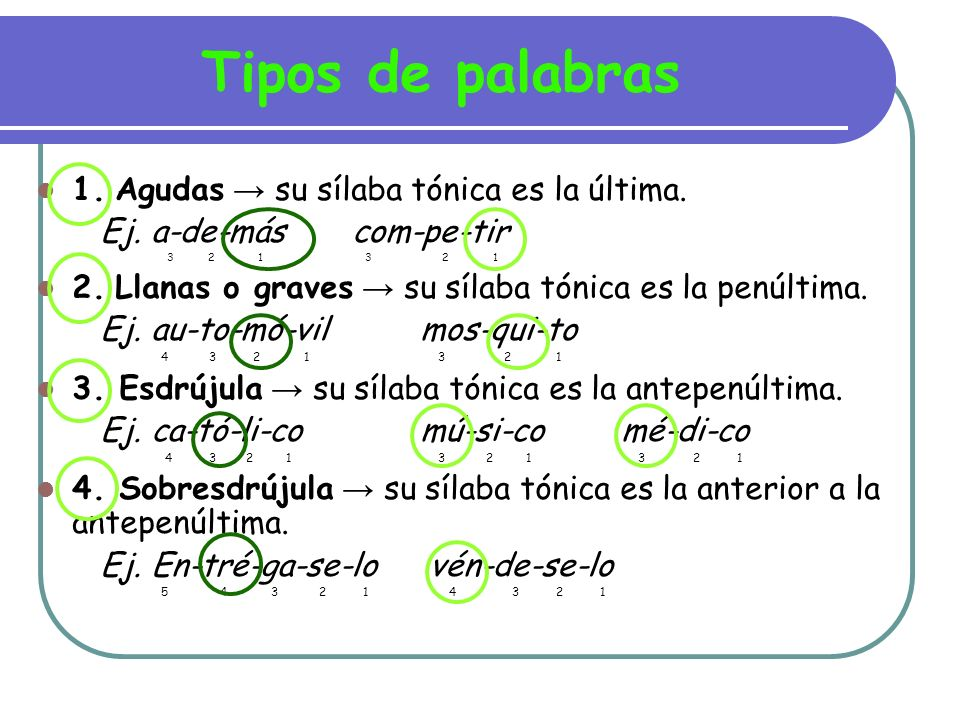 Tipos de palabras
1. Agudas → su sílaba tónica es la última.
Ej. a-de-más com-pe-tir
3 2 1 3 2 1
2. Llanas o graves → su sílaba tónica es la penúltima.
Ej. au-to-mó-vil mos-qui-to
4 3 2 1 3 2 1
3. Esdrújula → su sílaba tónica es la antepenúltima.
Ej. ca-tó-li-co mú-si-co mé-di-co
4 3 2 1 3 2 1 3 2 1
4. Sobresdrújula → su sílaba tónica es la anterior a la
antepenúltima.
Ej. En-tré-ga-se-lo vén-de-se-lo
5 4 3 2 1 4 3 2 1